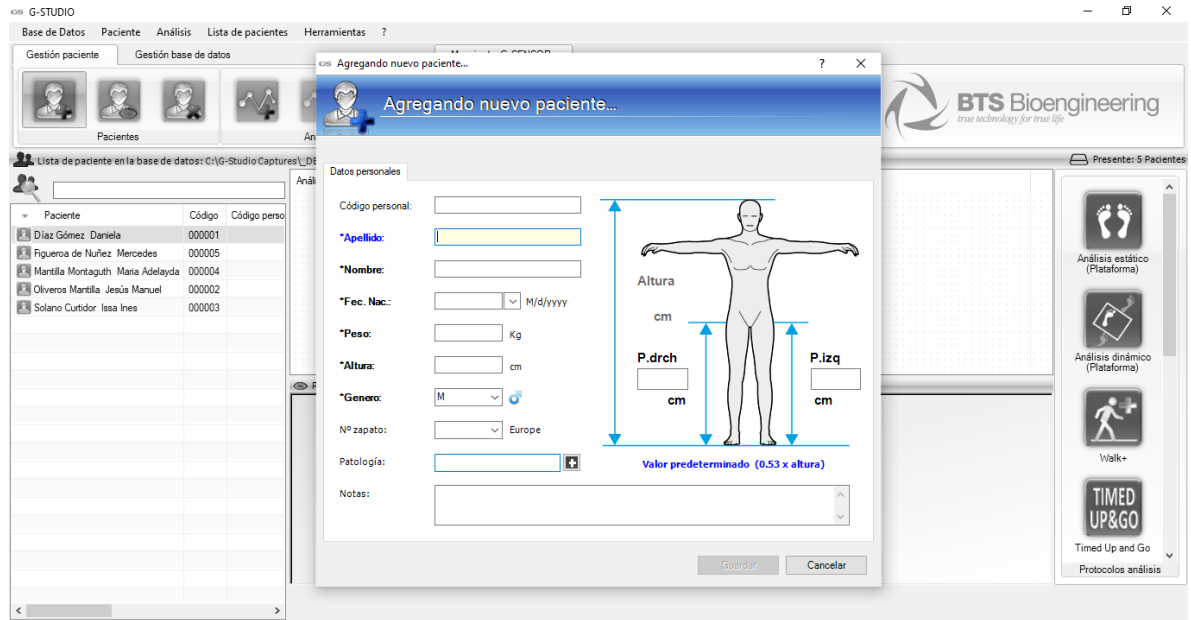 G-STUDIO
Base de Datos Paciente Análisis Lista de pacientes Herramientas ?
Gestión paciente Gestión base de datos
Pacientes
An
BTS Bioengineering
true technology for true life
Lista de paciente en la base de datos: C:\G-Studio Captures\_DE
Presente: 5 Pacientes
Anál
Paciente Código Código perso
Díaz Gómez Daniela 000001
Figueroa de Nuñez Mercedes 000005
Mantilla Montaguth Maria Adelayda 000004
Oliveros Mantilla Jesús Manuel 000002
Solano Curtidor Issa Ines 000003
Agregando nuevo paciente... ?
Agregando nuevo paciente...
Datos personales
Código personal:
*Apellido:
*Nombre:
*Fec. Nac.: M/d/yyyy
*Peso: Kg
*Altura: cm
*Genero: M
Nº zapato: Europe
Patología:
Notas:
Altura
cm
P.drch P.izq
cm cm
Valor predeterminado (0.53 x altura)
Guardar Cancelar
Análisis estático
(Plataforma)
Análisis dinámico
(Plataforma)
Walk+
TIMED
UP&GO
Timed Up and Go
Protocolos análisis